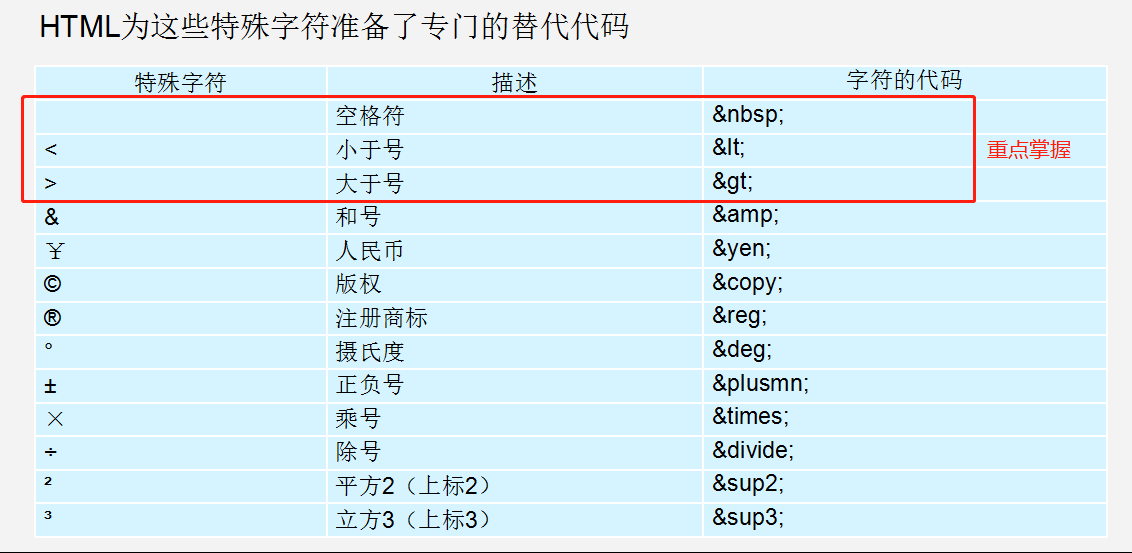 HTML为这些特殊字符准备了专门的替代代码
特殊字符 描述 字符的代码
空格符 &nbsp;
< 小于号 &lt; 重点掌握
> 大于号 &gt;
& 和号 &amp;
¥ 人民币 &yen;
© 版权 &copy;
® 注册商标 &reg;
° 摄氏度 &deg;
± 正负号 &plusmn;
× 乘号 &times;
÷ 除号 &divide;
² 平方2（上标2） &sup2;
³ 立方3（上标3） &sup3;